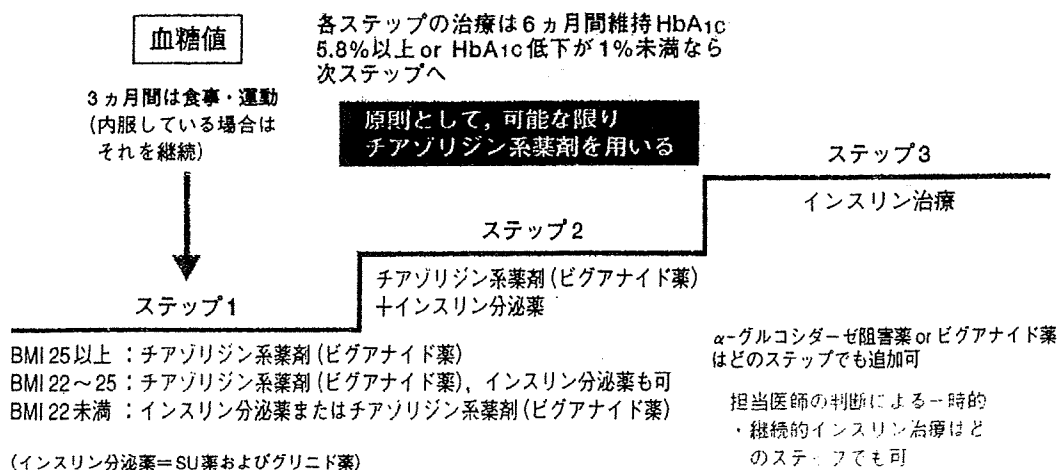 血糖値
各ステップの治療は6ヵ月間維持HbA1c
5.8%以上or HbA1c低下が1%未満なら
次ステップへ
3ヵ月間は食事・運動
(内服している場合は
それを継続)
原則として,可能な限り
チアゾリジン系薬剤を用いる
ステップ3
インスリン治療
ステップ2
チアゾリジン系薬剤(ビグアナイド薬)
+インスリン分泌薬
ステップ1
BMI 25以上:チアゾリジン系薬剤(ビグアナイド薬)
BMI 22~25:チアゾリジン系薬剤(ビグアナイド薬),インスリン分泌薬も可
BMI 22未満:インスリン分泌薬またはチアゾリジン系薬剤(ビグアナイド薬)
(インスリン分泌薬=SU薬およびグリニド薬)
α-グルコシダーゼ阻害薬 or ビグアナイド薬
はどのステップでも追加可
担当医師の判断による一時的
・継続的インスリン治療はど
のステップでも可